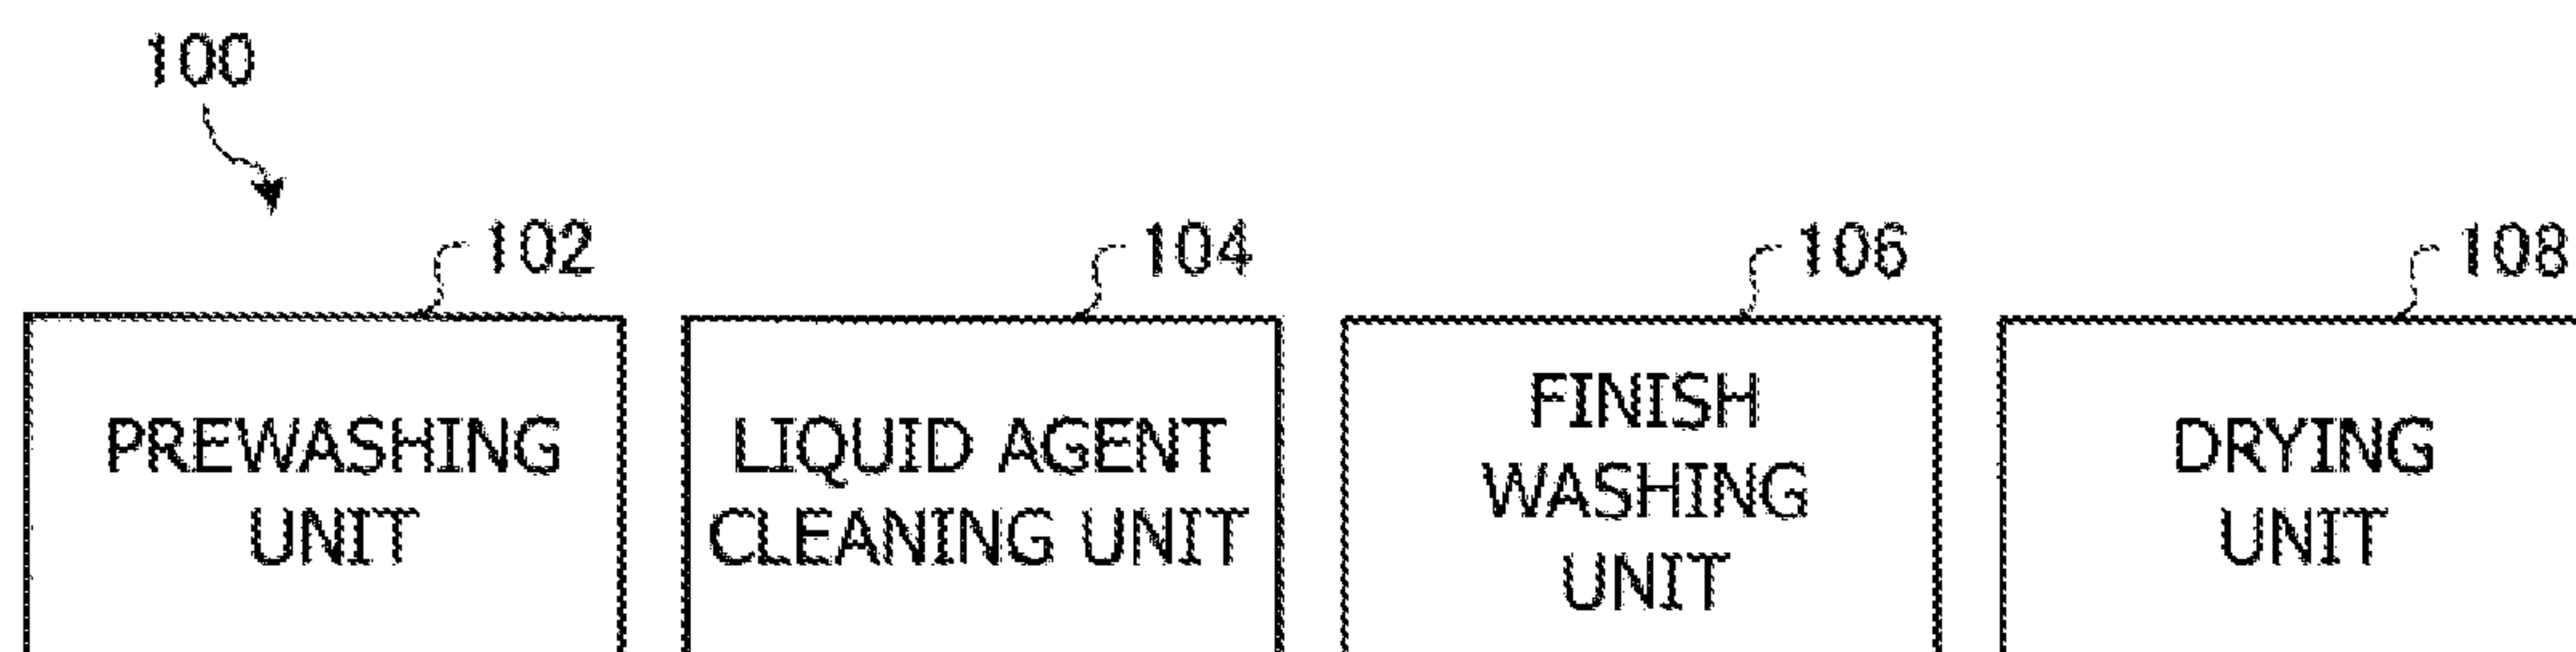 100
102
104
106
108
PREWASHING
UNIT
LIQUID AGENT
CLEANING UNIT
FINISH
WASHING
UNIT
DRYING
UNIT